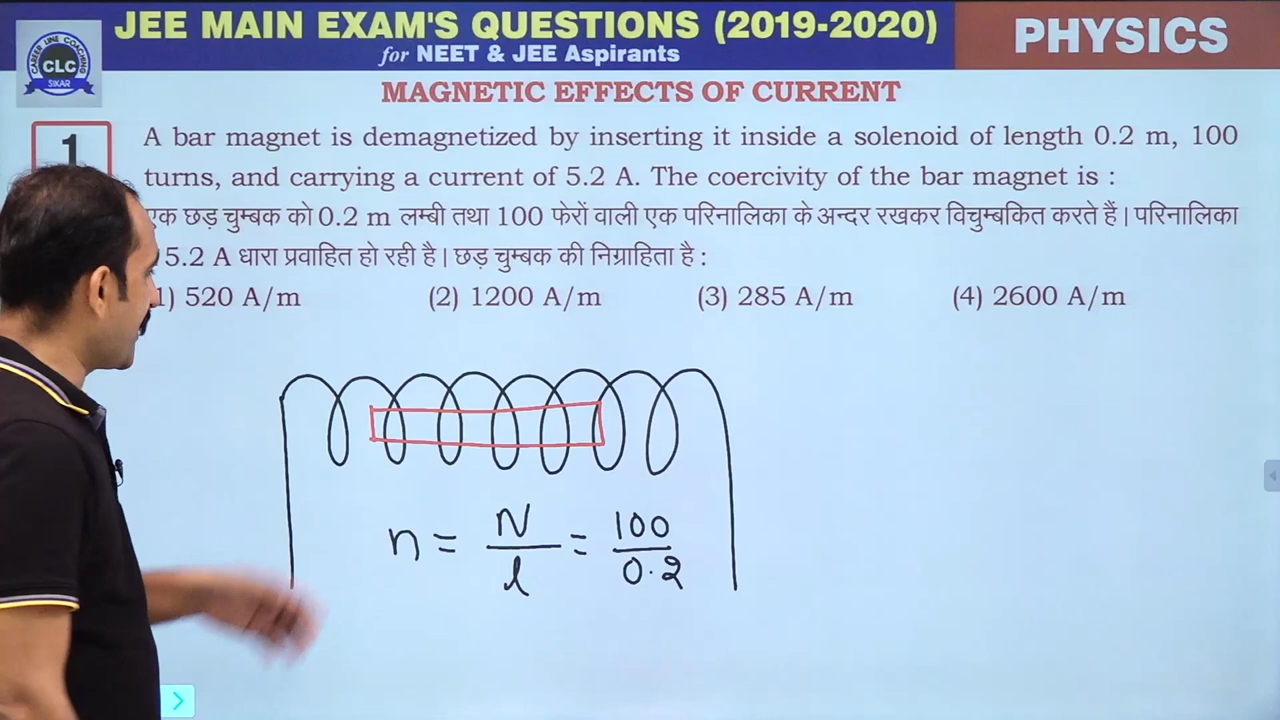 JEE MAIN EXAM'S QUESTIONS (2019-2020)
for NEET & JEE Aspirants
PHYSICS
CAREER LINE COACHING
CLC
SIKAR
MAGNETIC EFFECTS OF CURRENT
1
A bar magnet is demagnetized by inserting it inside a solenoid of length 0.2 m, 100
turns, and carrying a current of 5.2 A. The coercivity of the bar magnet is :
एक छड़ चुम्बक को 0.2 m लम्बी तथा 100 फेरों वाली एक परिनालिका के अन्दर रखकर विचुम्बकित करते हैं। परिनालिका
5.2 A धारा प्रवाहित हो रही है। छड़ चुम्बक की निग्राहिता है :
1) 520 A/m (2) 1200 A/m (3) 285 A/m (4) 2600 A/m
n = N/l = 100/0.2